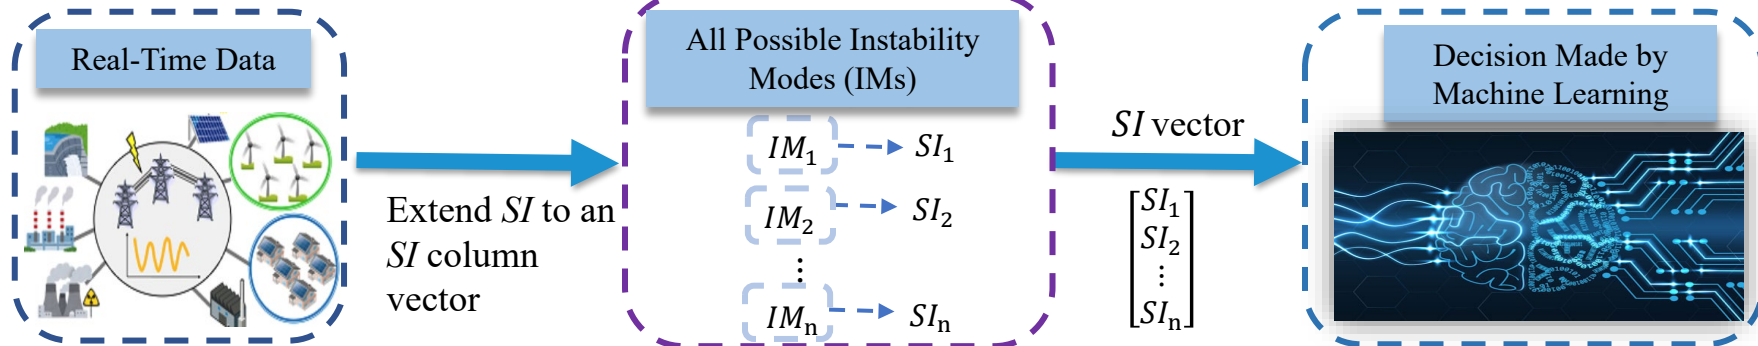 Real-Time Data
Extend SI to an
SI column
vector
All Possible Instability
Modes (IMs)
IM₁ SI₁
IM₂ SI₂
⋮
IMₙ SIₙ
SI vector
[SI₁
SI₂
⋮
SIₙ]
Decision Made by
Machine Learning